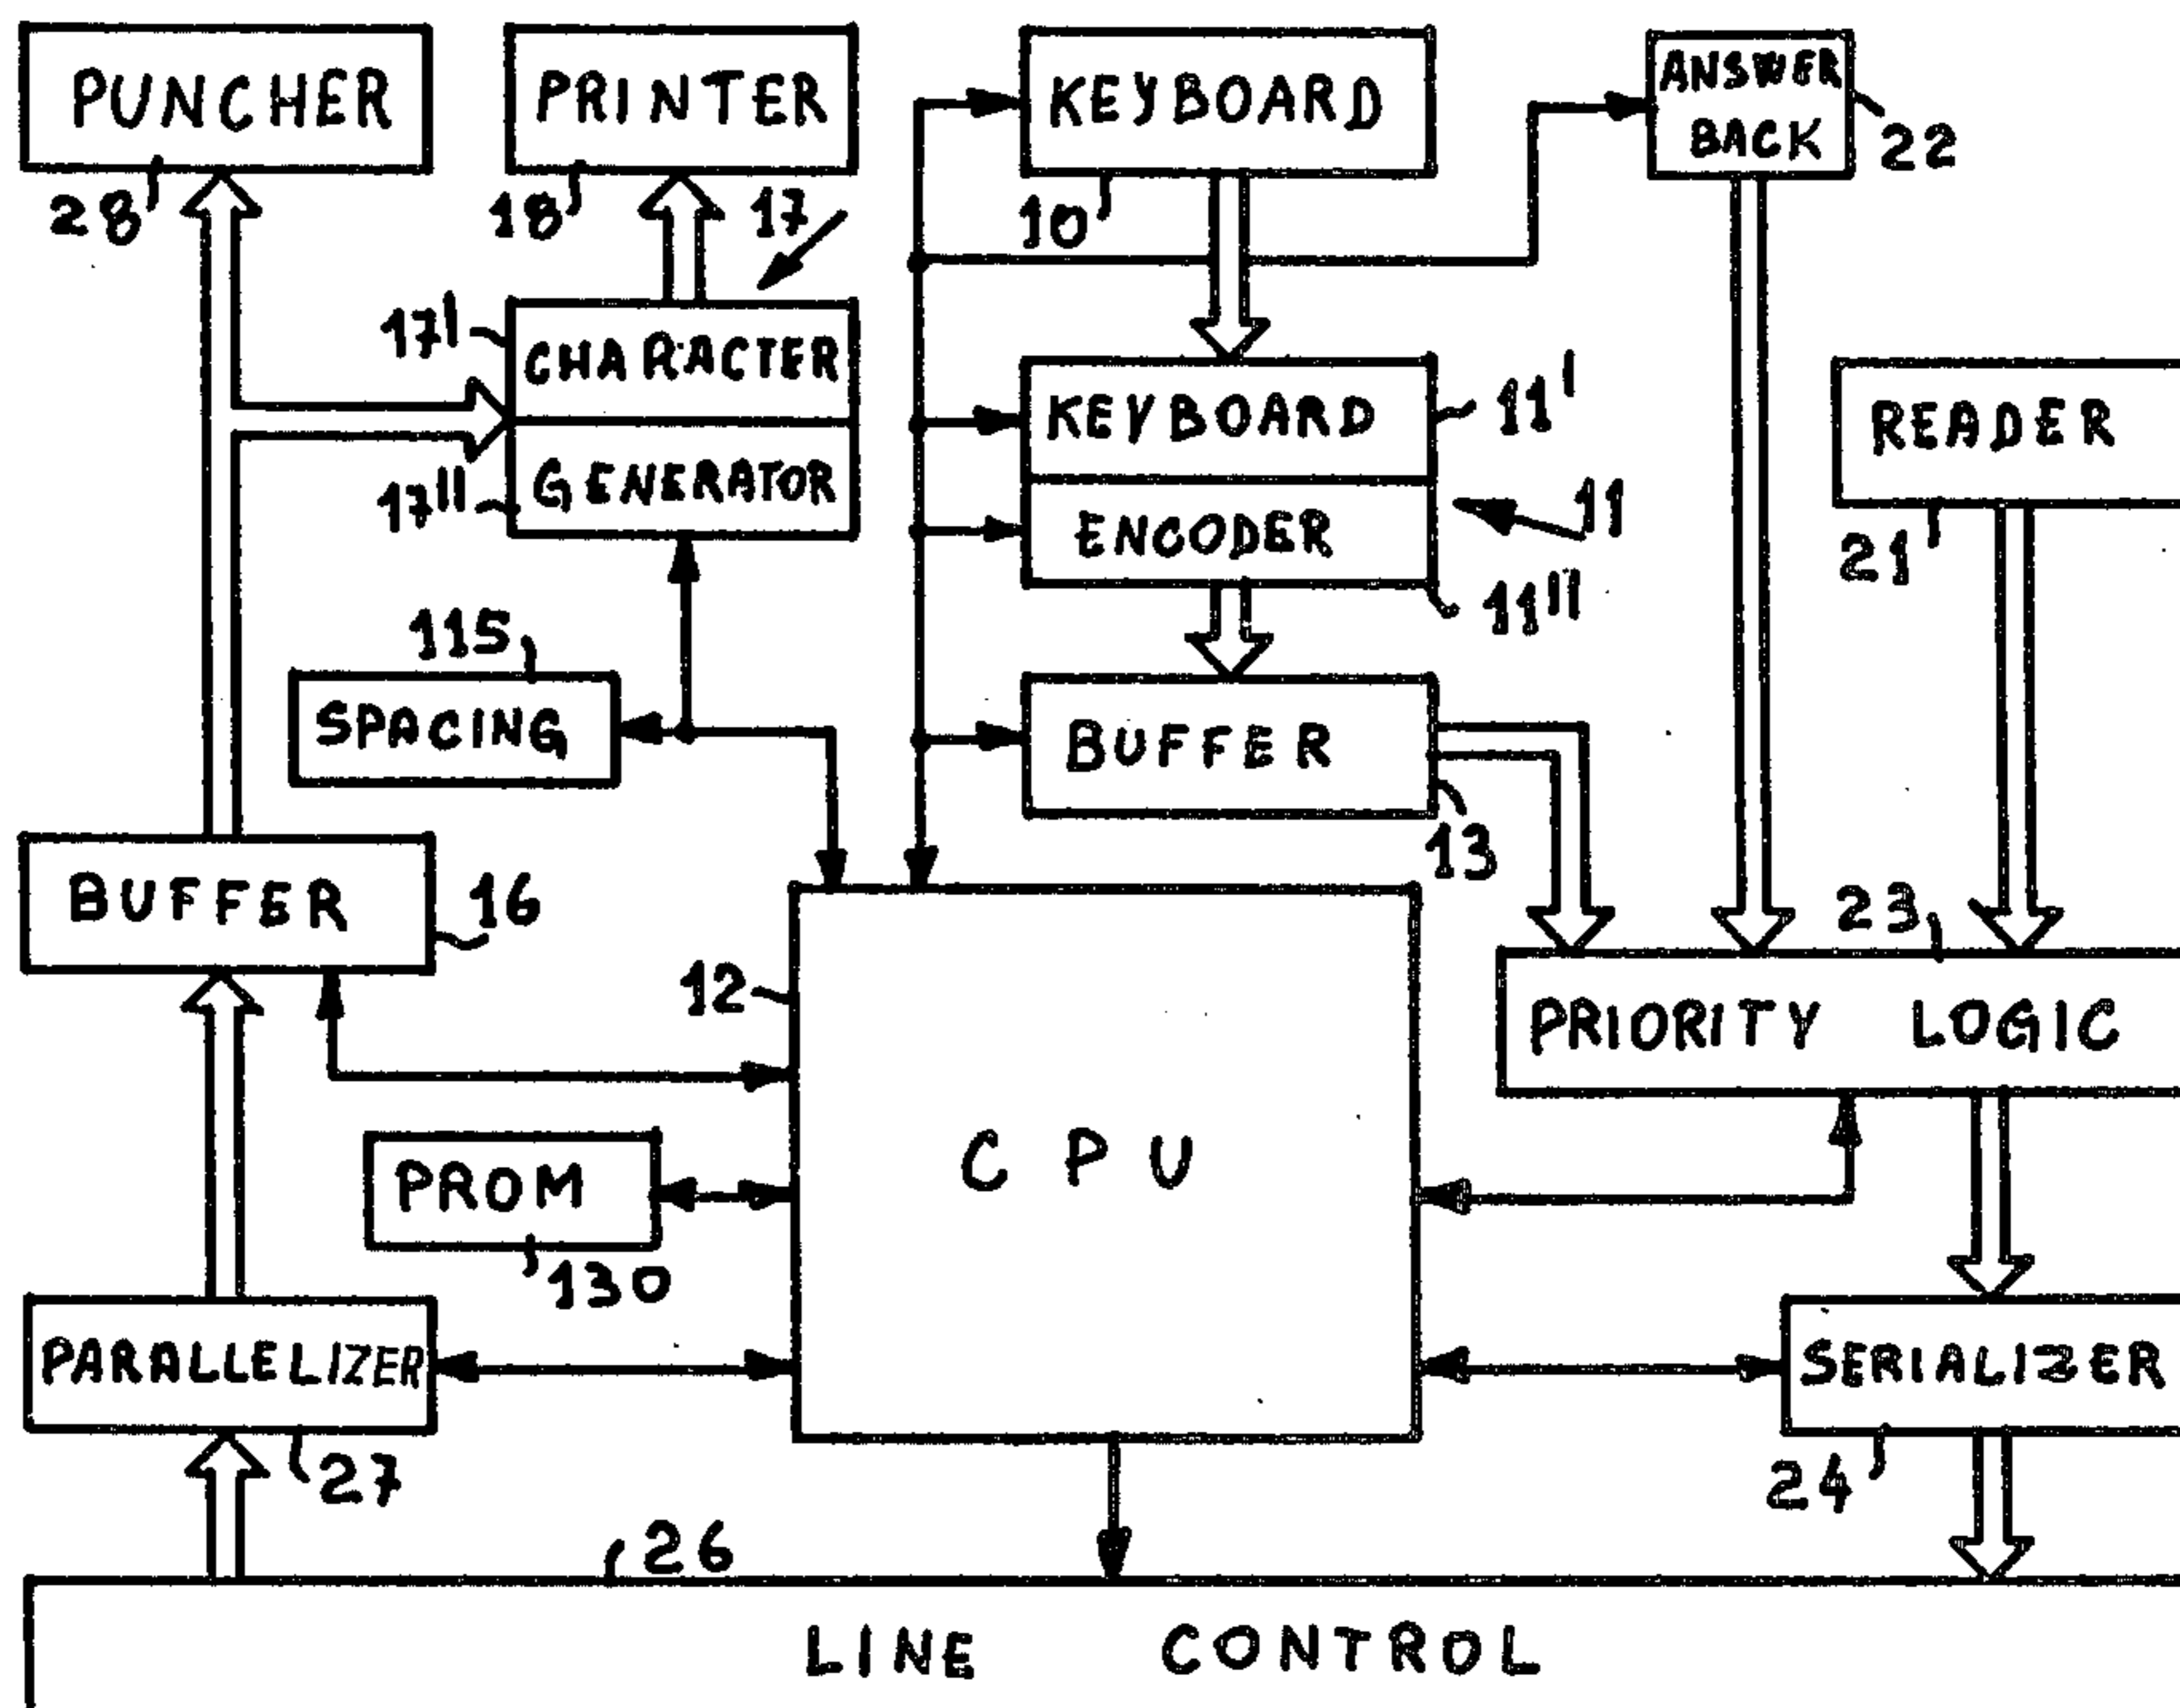 PUNCHER
PRINTER
KEYBOARD
ANSWER
BACK
28
18
17
10
22
17'
CHARACTER
KEYBOARD
11'
READER
17"
GENERATOR
ENCODER
11
21
11"
115
SPACING
BUFFER
13
BUFFER
16
23
12
PRIORITY LOGIC
CPU
PROM
130
PARALLELIZER
SERIALIZER
27
24
26
LINE CONTROL